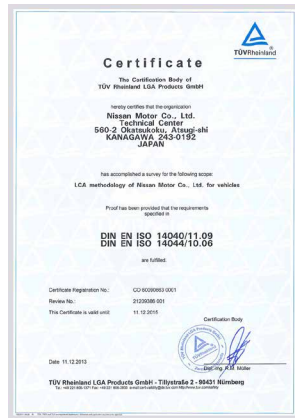 TÜVRheinland
Certificate
The Certification Body of
TÜV Rheinland LGA Products GmbH
hereby certifies that the organization
Nissan Motor Co., Ltd.
Technical Center
560-2 Okatsukoku, Atsugi-shi
KANAGAWA 243-0192
JAPAN
has accomplished a survey for the following scope:
LCA methodology of Nissan Motor Co., Ltd. for vehicles
Proof has been provided that the requirements
specified in
DIN EN ISO 14040/11.09
DIN EN ISO 14044/10.06
are fulfilled.
Certificate Registration No.: CO 60090693 0001
Review No.: 21209380 001
This Certificate is valid until: 11.12.2015
Certification Body
Date 11.12.2013
Dipl.-Ing. R.M. Müller
TÜV Rheinland LGA Products GmbH - Tillystraße 2 - 90431 Nürnberg